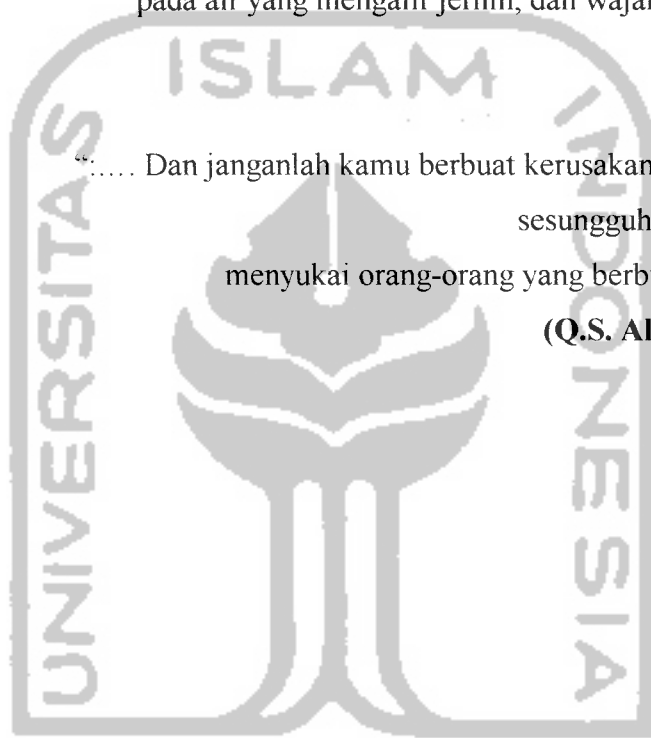 pada air yang mengalir jernih, dan wajah
ISLAM
UNIVERSITAS
INDONESIA
“:.... Dan janganlah kamu berbuat kerusakan
sesungguh
menyukai orang-orang yang berb
(Q.S. Al